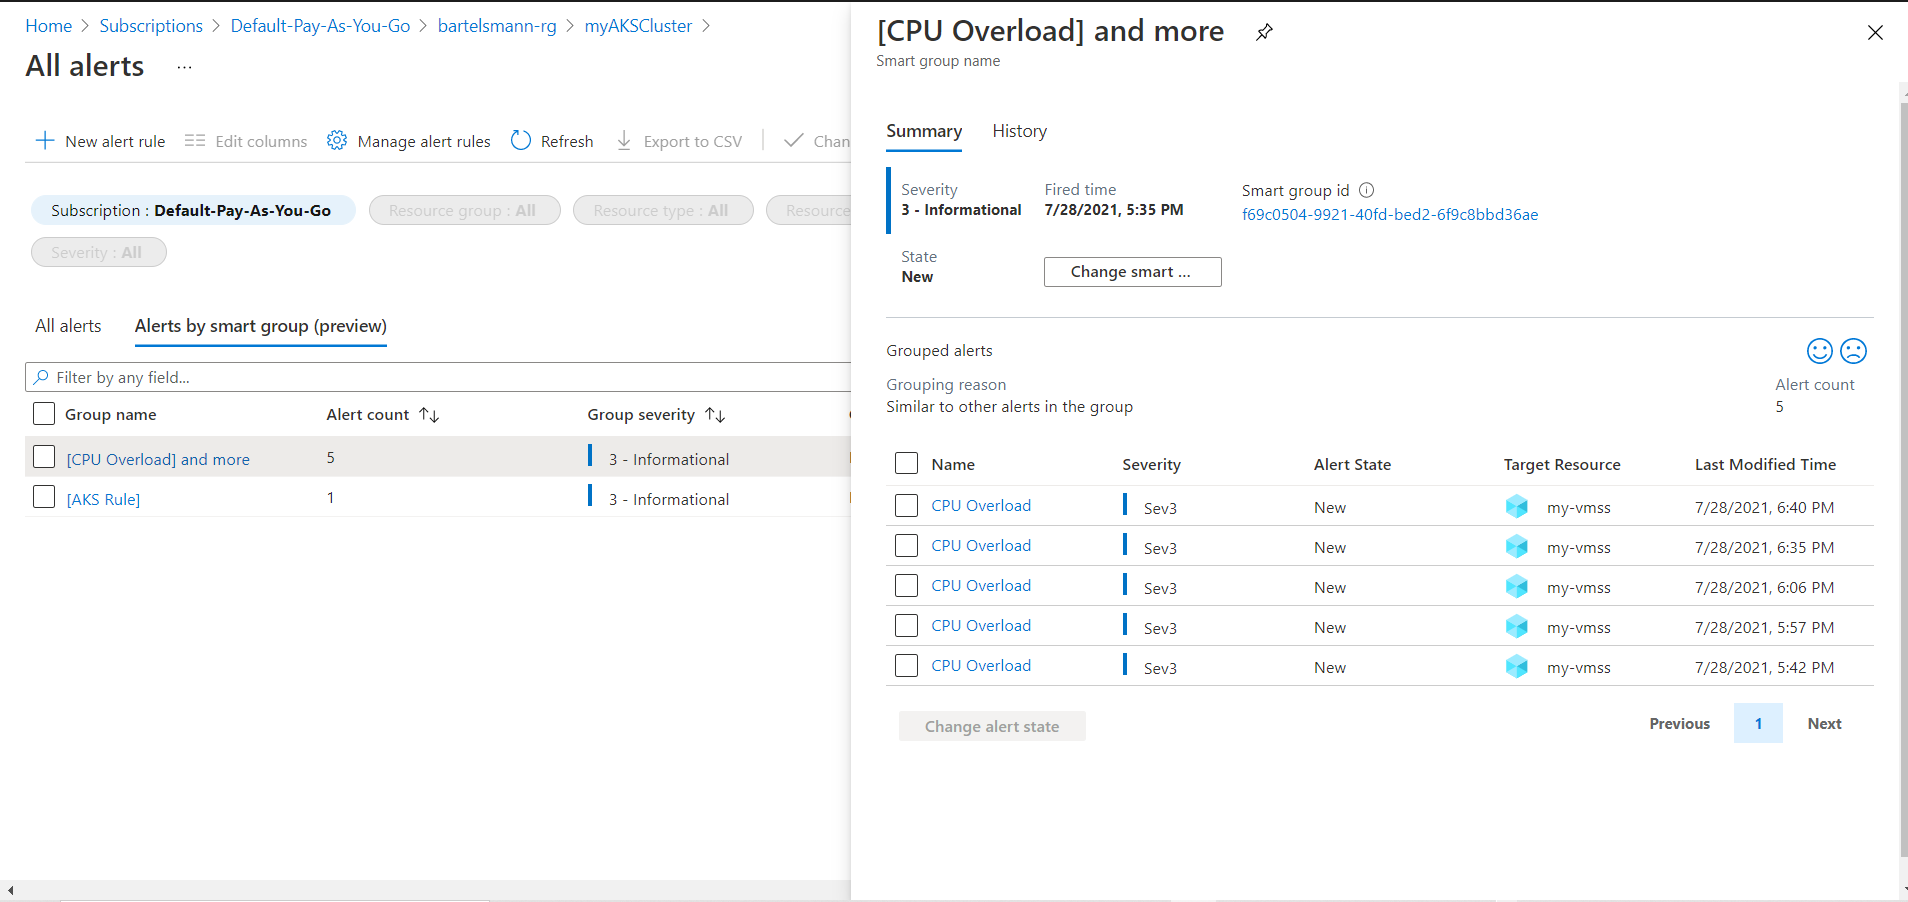 Home > Subscriptions > Default-Pay-As-You-Go > bartelsmann-rg > myAKSCluster >
All alerts ...
New alert rule Edit columns Manage alert rules Refresh Export to CSV Chan
Subscription : Default-Pay-As-You-Go Resource group : All Resource type : All Resource
Severity : All
All alerts Alerts by smart group (preview)
Filter by any field...
Group name Alert count Group severity
[CPU Overload] and more 5 3 - Informational
[AKS Rule] 1 3 - Informational
[CPU Overload] and more
Smart group name
Summary History
Severity Fired time Smart group id
3 - Informational 7/28/2021, 5:35 PM f69c0504-9921-40fd-bed2-6f9c8bbd36ae
State
New Change smart ...
Grouped alerts
Grouping reason Alert count
Similar to other alerts in the group 5
Name Severity Alert State Target Resource Last Modified Time
CPU Overload Sev3 New my-vmss 7/28/2021, 6:40 PM
CPU Overload Sev3 New my-vmss 7/28/2021, 6:35 PM
CPU Overload Sev3 New my-vmss 7/28/2021, 6:06 PM
CPU Overload Sev3 New my-vmss 7/28/2021, 5:57 PM
CPU Overload Sev3 New my-vmss 7/28/2021, 5:42 PM
Change alert state Previous 1 Next